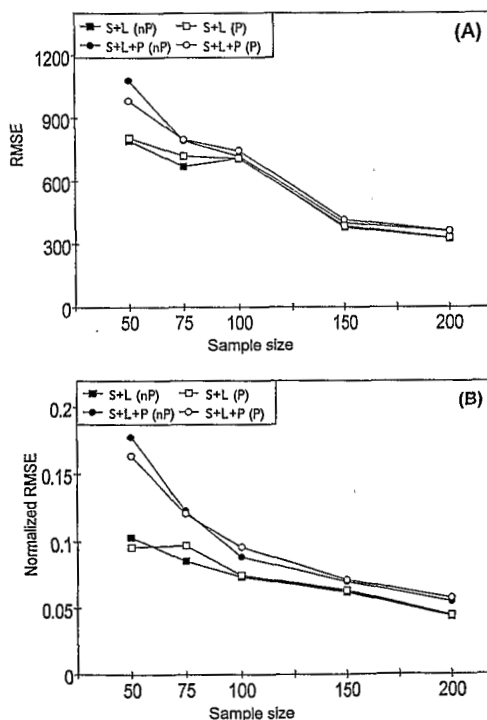 S+L (nP) S+L (P)
S+L+P (nP) S+L+P (P)
(A)
1200
900
600
300
0
RMSE
50 75 100 150 200
Sample size
S+L (nP) S+L (P)
S+L+P (nP) S+L+P (P)
(B)
0.2
0.15
0.1
0.05
0
Normalized RMSE
50 75 100 150 200
Sample size